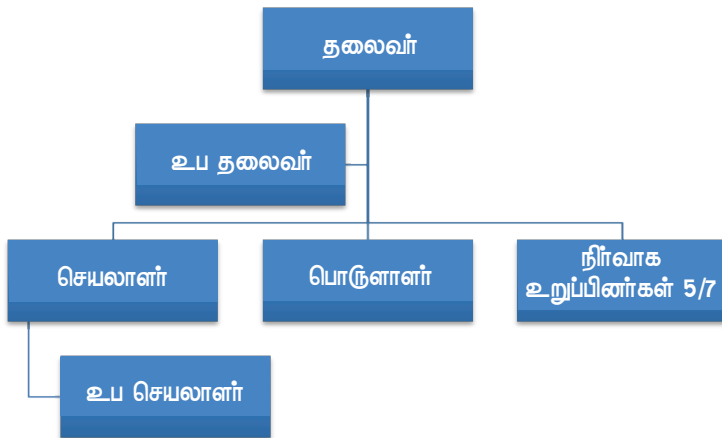 தலைவர்
உப தலைவர்
செயலாளர்
பொருளாளர்
நிர்வாக
உறுப்பினர்கள் 5/7
உப செயலாளர்